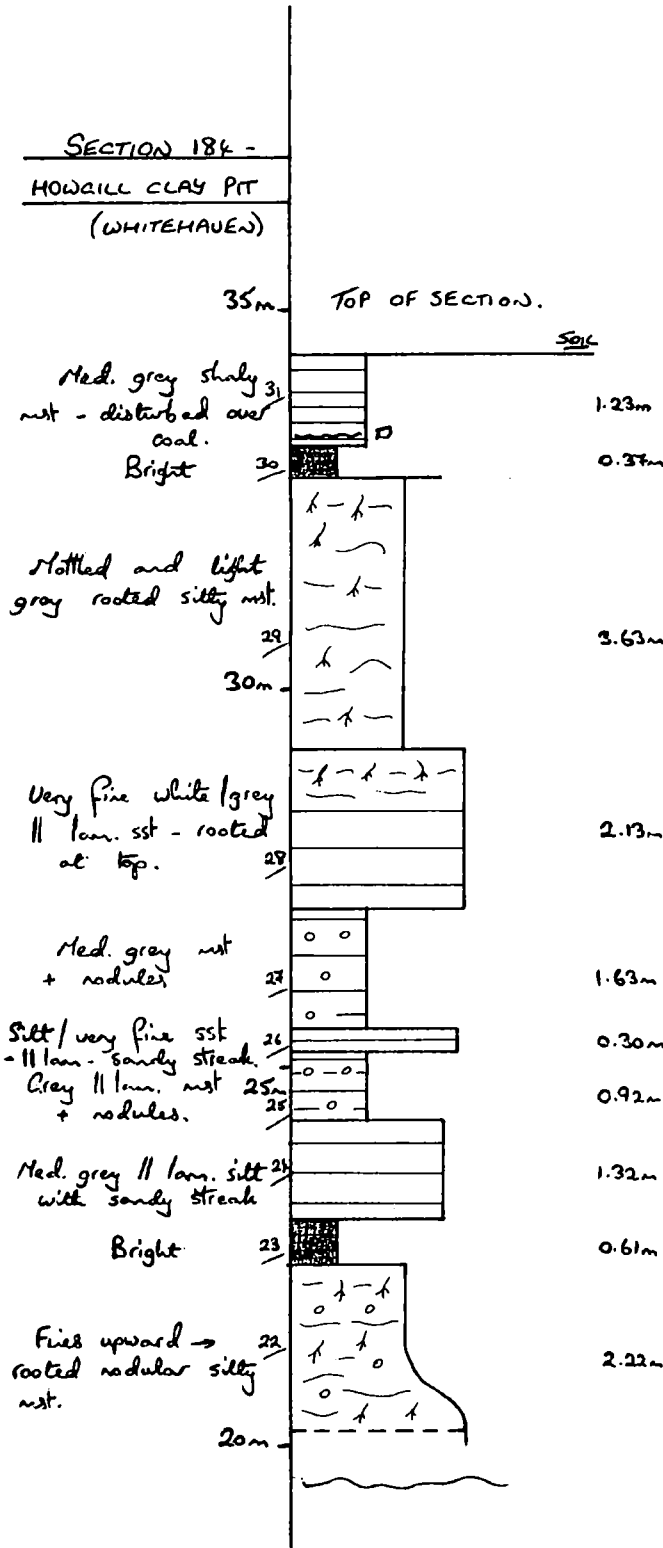 SECTION 184 -
HOWGILL CLAY PIT
(WHITEHAVEN)
35m
TOP OF SECTION.
SOIL
Med. grey shaly
mst - disturbed over
coal.
31
1.23m
Bright
30
0.37m
Mottled and light
grey rooted silty mst.
29
3.63m
30m
Very fine white/grey
|| lam. sst - rooted
at top.
28
2.13m
Med. grey mst
+ nodules
27
1.63m
Silt/very fine sst
- || lam - sandy streak.
26
0.30m
Grey || lam. mst
+ nodules.
25m
25
0.92m
Med. grey || lam. silt
with sandy streak
24
1.32m
Bright
23
0.61m
Fines upward →
rooted nodular silty
mst.
22
2.22m
20m